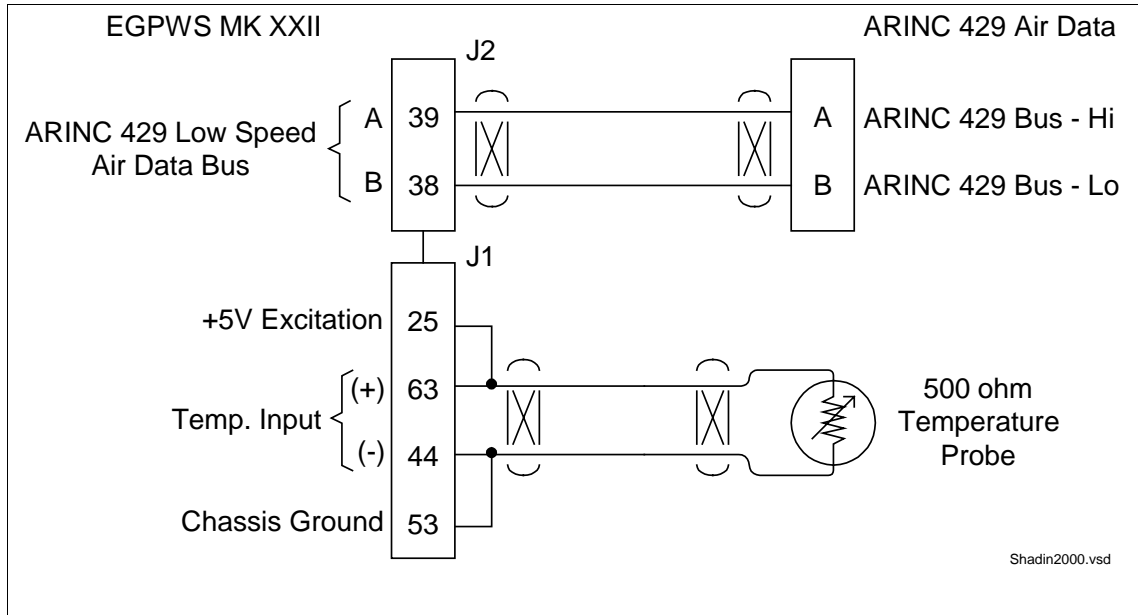 EGPWS MK XXII
ARINC 429 Air Data
J2
ARINC 429 Low Speed
Air Data Bus
A
39
A
ARINC 429 Bus - Hi
B
38
B
ARINC 429 Bus - Lo
J1
+5V Excitation
25
Temp. Input
(+)
63
(-)
44
500 ohm
Temperature
Probe
Chassis Ground
53
Shadin2000.vsd